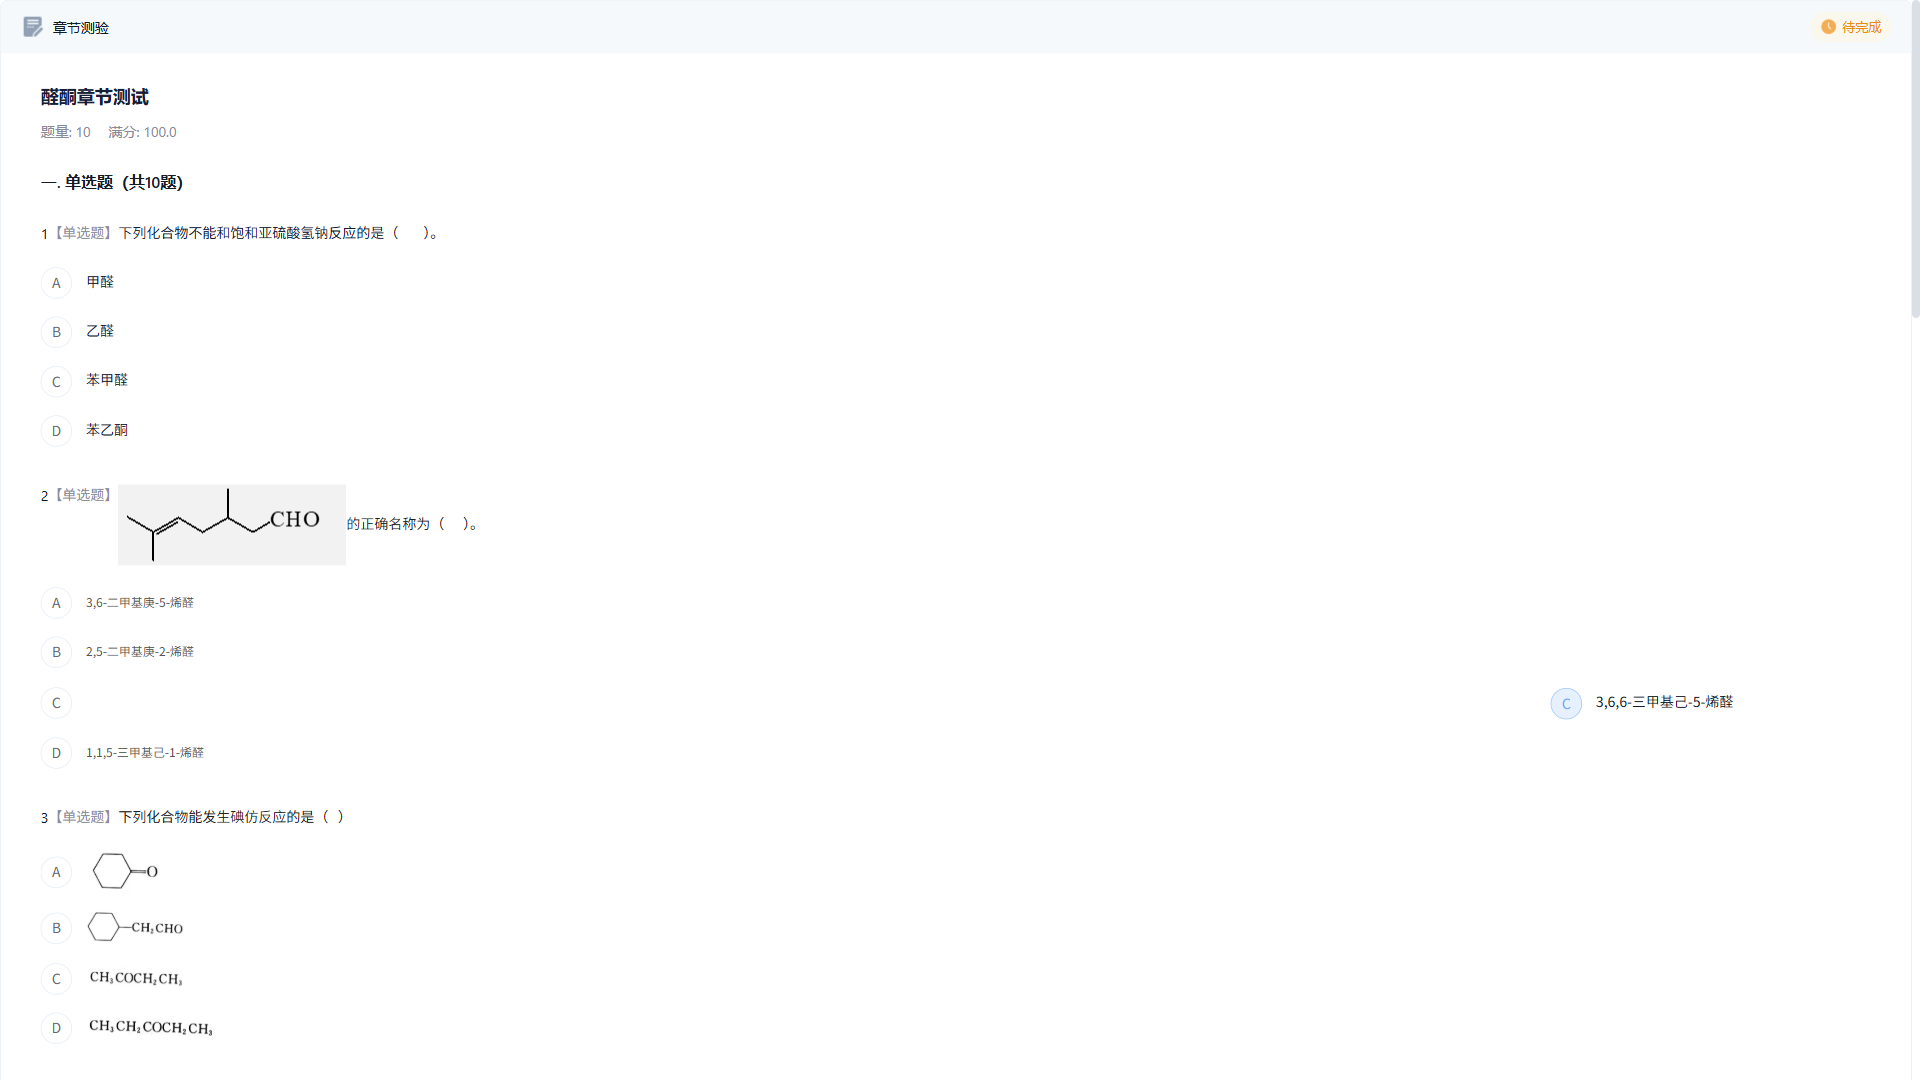 章节测验
待完成
醛酮章节测试
题量: 10 满分: 100.0
一. 单选题（共10题）
1【单选题】下列化合物不能和饱和亚硫酸氢钠反应的是（ ）。
A 甲醛
B 乙醛
C 苯甲醛
D 苯乙酮
2【单选题】 CHO 的正确名称为（ ）。
A 3,6-二甲基庚-5-烯醛
B 2,5-二甲基庚-2-烯醛
C
C 3,6,6-三甲基己-5-烯醛
D 1,1,5-三甲基己-1-烯醛
3【单选题】下列化合物能发生碘仿反应的是（ ）
A =O
B —CH₂CHO
C CH₃COCH₂CH₃
D CH₃CH₂COCH₂CH₃